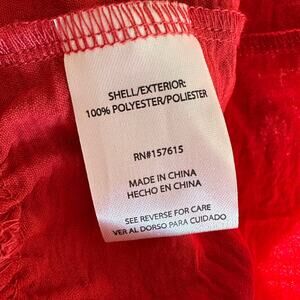 SHELL/EXTERIOR:
100% POLYESTER/POLIESTER
RN#157615
MADE IN CHINA
HECHO EN CHINA
SEE REVERSE FOR CARE
VER AL DORSO PARA CUIDADO